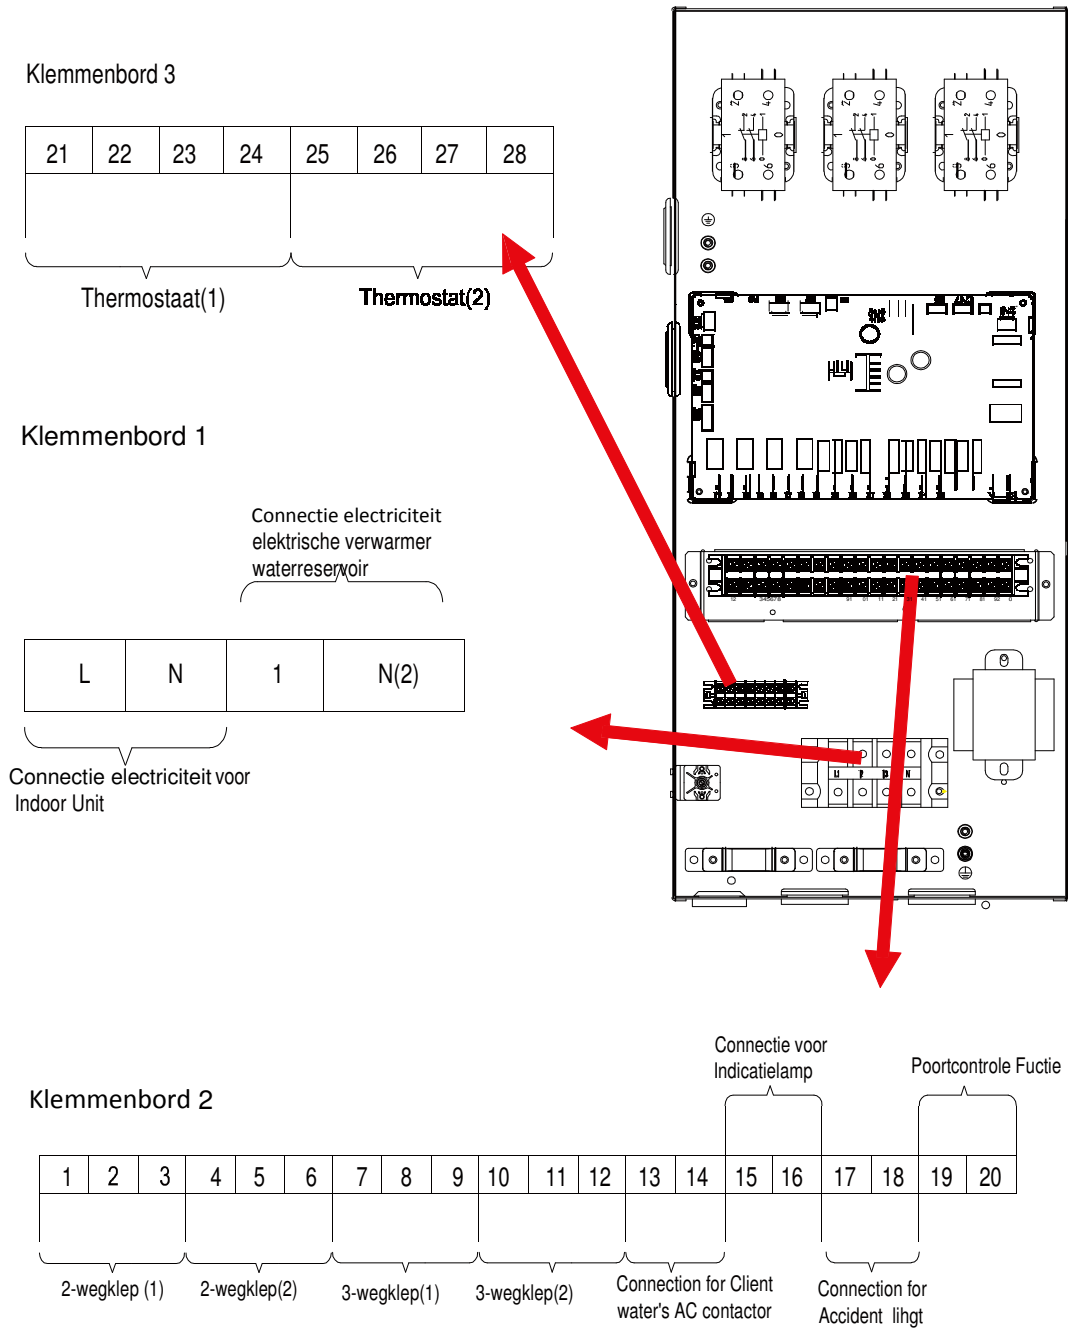 Klemmenbord 3
21 22 23 24 25 26 27 28
Thermostaat(1)
Thermostat(2)
Klemmenbord 1
Connectie electriciteit
elektrische verwarmer
waterreservoir
L N 1 N(2)
Connectie electriciteit voor
Indoor Unit
Klemmenbord 2
Connectie voor
Indicatielamp
Poortcontrole Fuctie
1 2 3 4 5 6 7 8 9 10 11 12 13 14 15 16 17 18 19 20
2-wegklep (1)
2-wegklep(2)
3-wegklep(1)
3-wegklep(2)
Connection for Client
water's AC contactor
Connection for
Accident lihgt